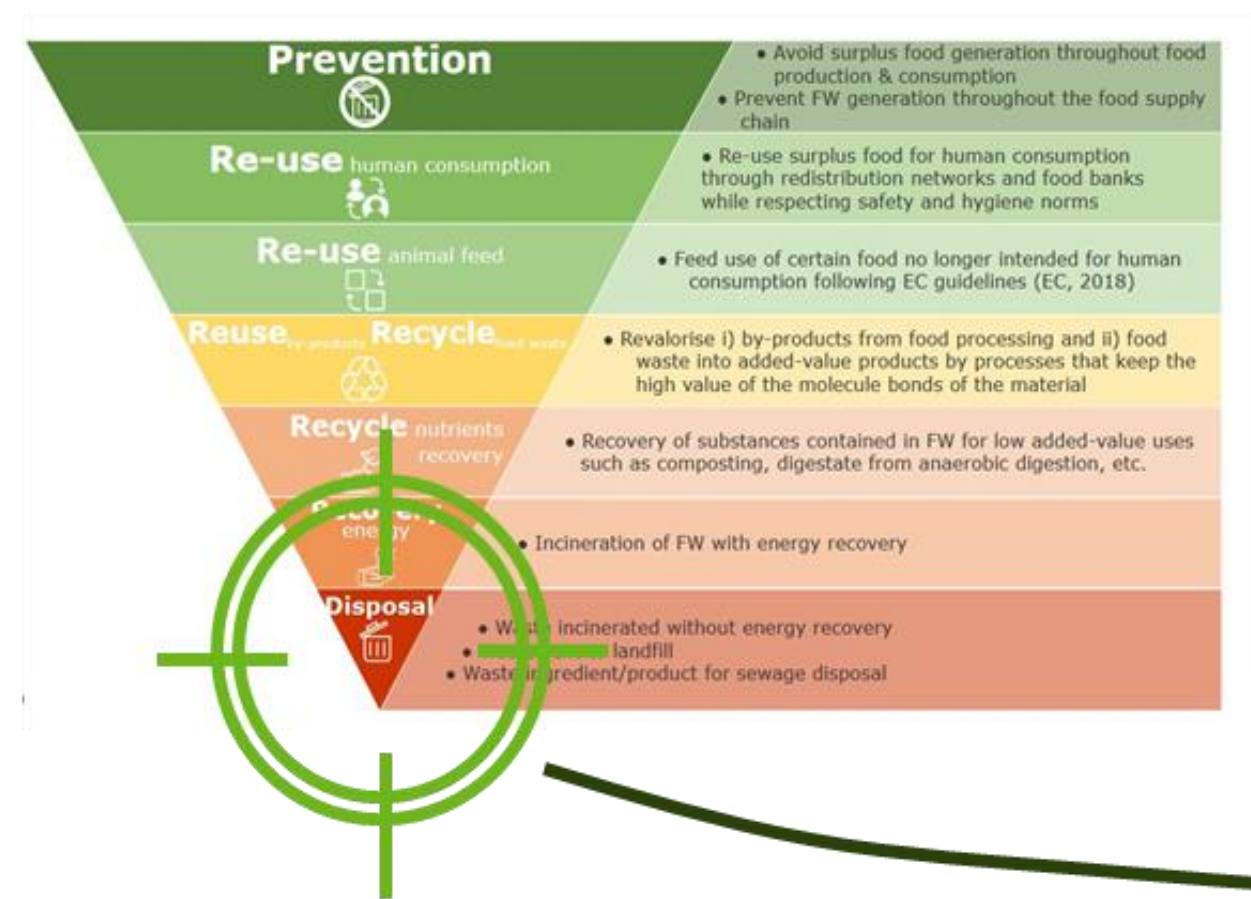 Prevention
• Avoid surplus food generation throughout food
production & consumption
• Prevent FW generation throughout the food supply
chain
Re-use human consumption
• Re-use surplus food for human consumption
through redistribution networks and food banks
while respecting safety and hygiene norms
Re-use animal feed
• Feed use of certain food no longer intended for human
consumption following EC guidelines (EC, 2018)
Reuse by-products Recycle food waste
• Revalorise i) by-products from food processing and ii) food
waste into added-value products by processes that keep the
high value of the molecule bonds of the material
Recycle nutrients
recovery
• Recovery of substances contained in FW for low added-value uses
such as composting, digestate from anaerobic digestion, etc.
Recovery
energy
• Incineration of FW with energy recovery
Disposal
• Waste incinerated without energy recovery
• landfill
• Waste ingredient/product for sewage disposal